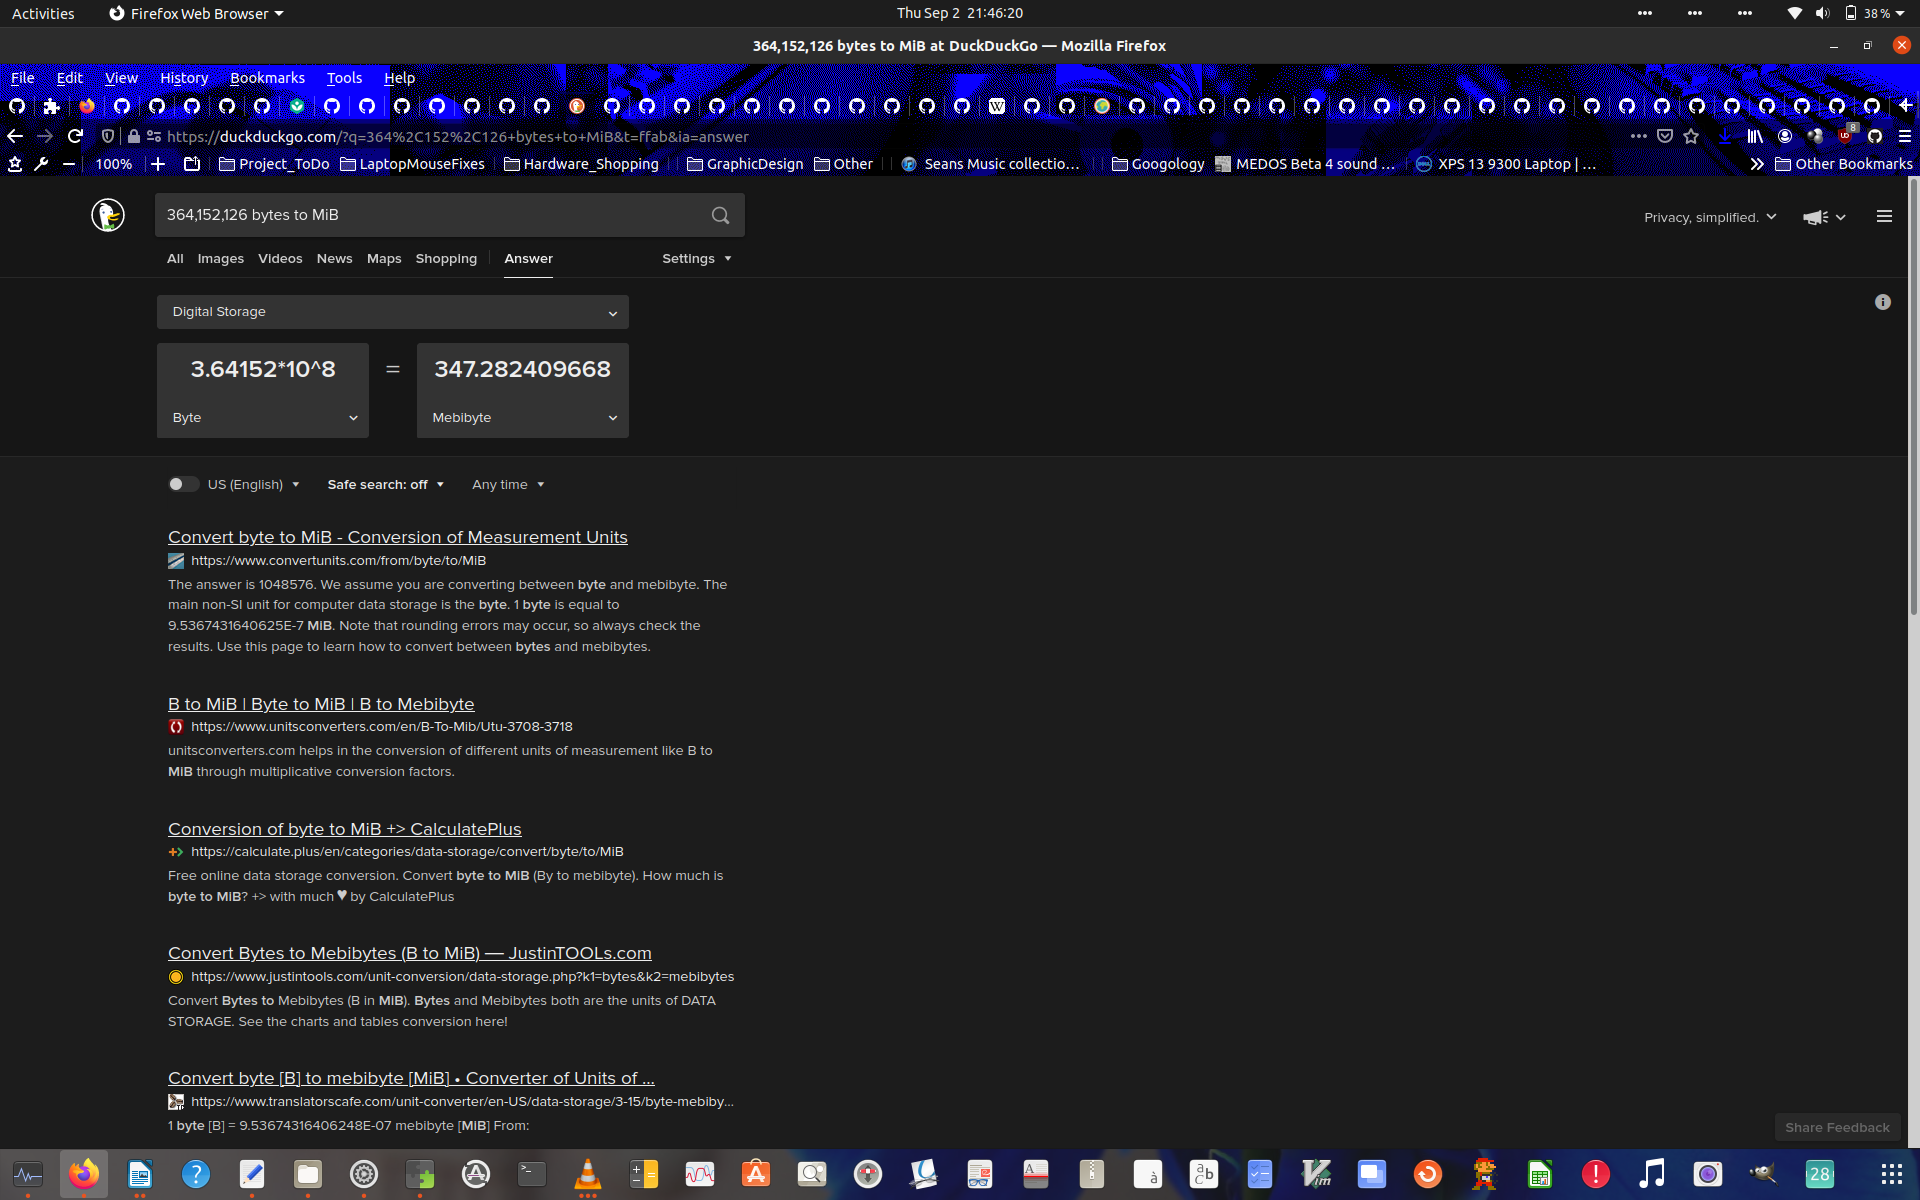 Activities Firefox Web Browser Thu Sep 2 21:46:20 38 %
364,152,126 bytes to MiB at DuckDuckGo — Mozilla Firefox
File Edit View History Bookmarks Tools Help
https://duckduckgo.com/?q=364%2C152%2C126+bytes+to+MiB&t=ffab&ia=answer 8
100% Project_ToDo LaptopMouseFixes Hardware_Shopping GraphicDesign Other Seans Music collectio… Googology MEDOS Beta 4 sound … XPS 13 9300 Laptop | … Other Bookmarks
364,152,126 bytes to MiB
Privacy, simplified.
All Images Videos News Maps Shopping Answer Settings
Digital Storage
3.64152*10^8 = 347.282409668
Byte Mebibyte
US (English) Safe search: off Any time
Convert byte to MiB - Conversion of Measurement Units
https://www.convertunits.com/from/byte/to/MiB
The answer is 1048576. We assume you are converting between byte and mebibyte. The
main non-SI unit for computer data storage is the byte. 1 byte is equal to
9.5367431640625E-7 MiB. Note that rounding errors may occur, so always check the
results. Use this page to learn how to convert between bytes and mebibytes.
B to MiB | Byte to MiB | B to Mebibyte
https://www.unitsconverters.com/en/B-To-Mib/Utu-3708-3718
unitsconverters.com helps in the conversion of different units of measurement like B to
MiB through multiplicative conversion factors.
Conversion of byte to MiB +> CalculatePlus
https://calculate.plus/en/categories/data-storage/convert/byte/to/MiB
Free online data storage conversion. Convert byte to MiB (By to mebibyte). How much is
byte to MiB? +> with much ♥ by CalculatePlus
Convert Bytes to Mebibytes (B to MiB) — JustinTOOLs.com
https://www.justintools.com/unit-conversion/data-storage.php?k1=bytes&k2=mebibytes
Convert Bytes to Mebibytes (B in MiB). Bytes and Mebibytes both are the units of DATA
STORAGE. See the charts and tables conversion here!
Convert byte [B] to mebibyte [MiB] • Converter of Units of ...
https://www.translatorscafe.com/unit-converter/en-US/data-storage/3-15/byte-mebiby…
1 byte [B] = 9.53674316406248E-07 mebibyte [MiB] From:
Share Feedback
28